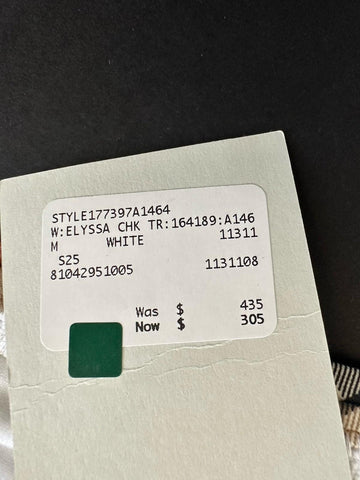 STYLE177397A1464
W:ELYSSA CHK TR:164189:A146
M WHITE 11311
S25
81042951005 1131108
Was $ 435
Now $ 305